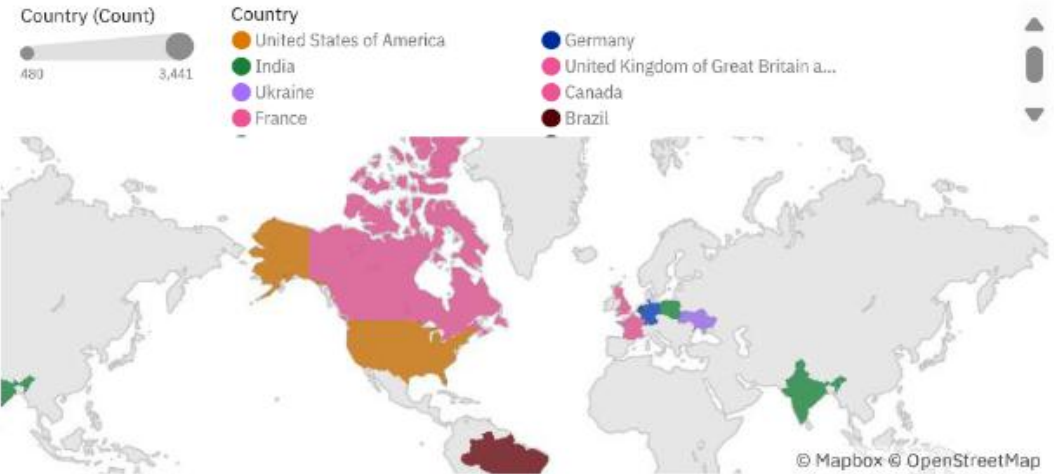 Country (Count)
480
3,441
Country
United States of America
India
Ukraine
France
Germany
United Kingdom of Great Britain a...
Canada
Brazil
© Mapbox © OpenStreetMap